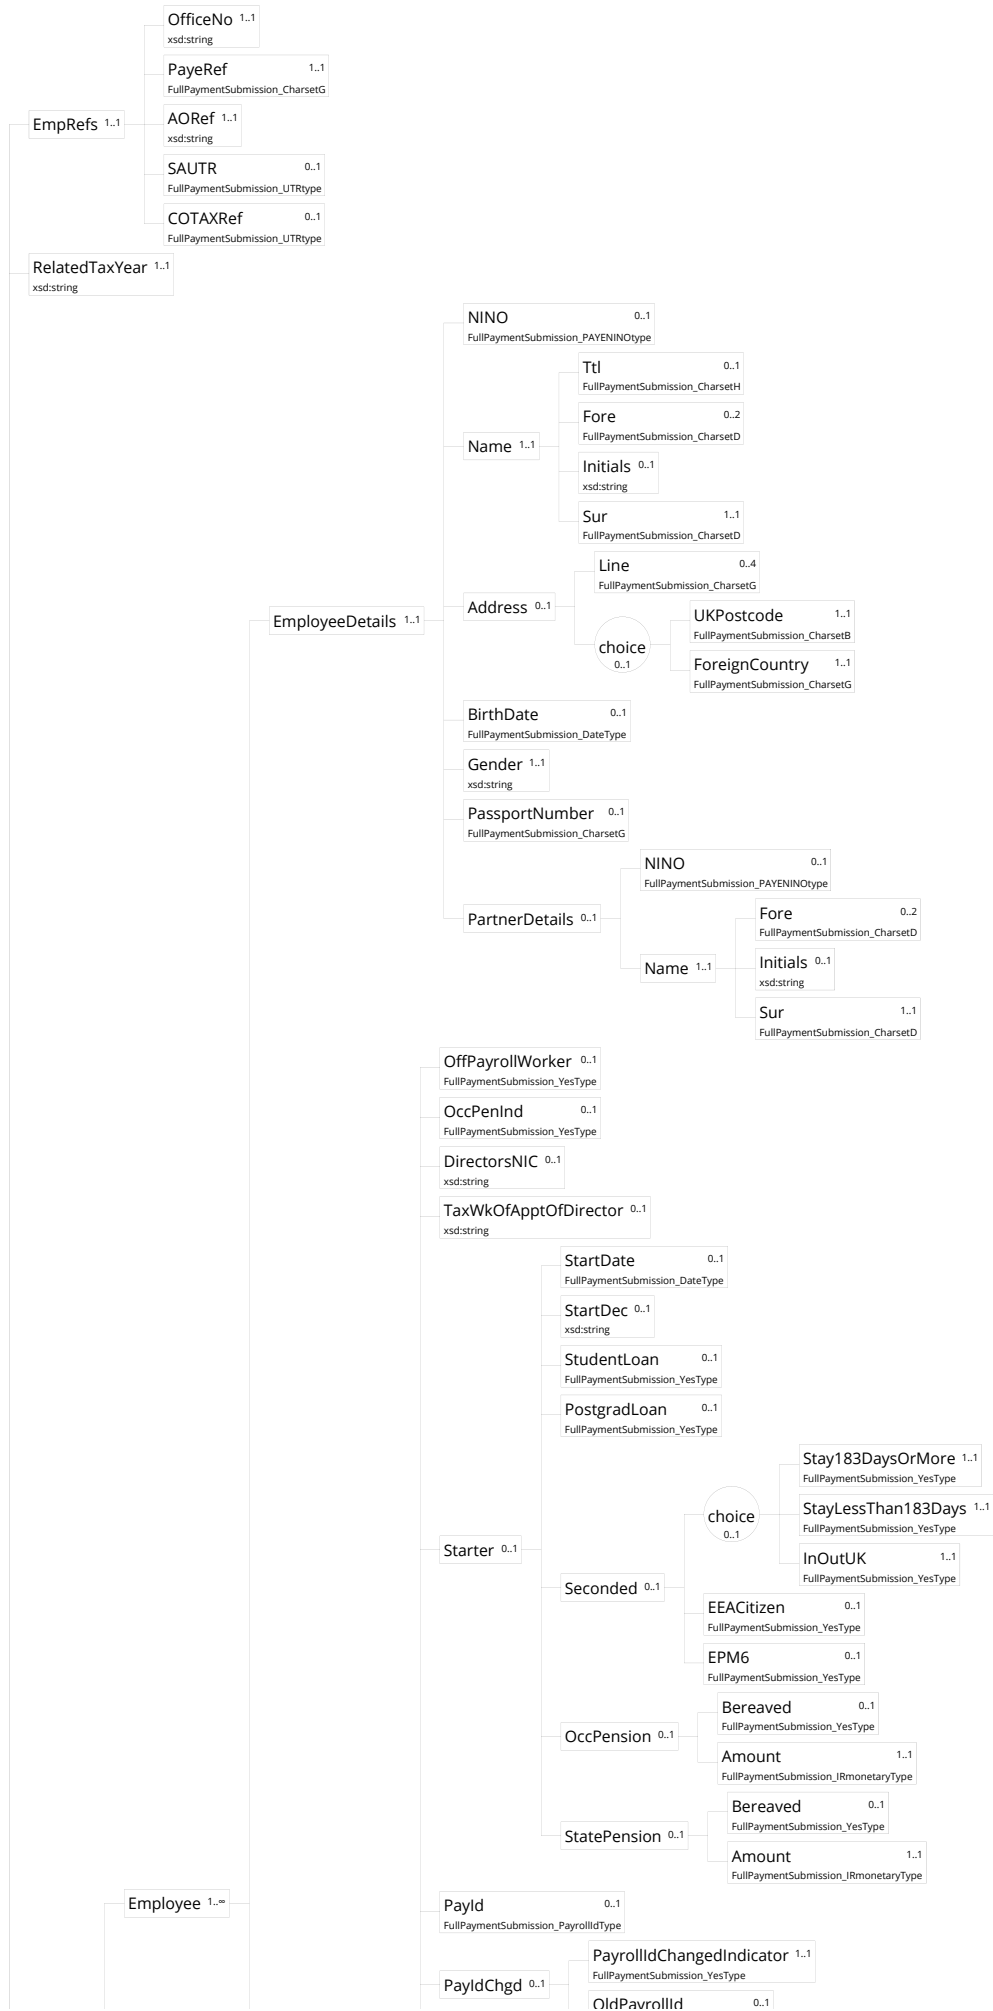 OfficeNo 1..1
xsd:string
PayeRef 1..1
FullPaymentSubmission_CharsetG
EmpRefs 1..1
AORef 1..1
xsd:string
SAUTR 0..1
FullPaymentSubmission_UTRtype
COTAXRef 0..1
FullPaymentSubmission_UTRtype
RelatedTaxYear 1..1
xsd:string
NINO 0..1
FullPaymentSubmission_PAYENINOtype
Ttl 0..1
FullPaymentSubmission_CharsetH
Fore 0..2
FullPaymentSubmission_CharsetD
Name 1..1
Initials 0..1
xsd:string
Sur 1..1
FullPaymentSubmission_CharsetD
Line 0..4
FullPaymentSubmission_CharsetG
Address 0..1
UKPostcode 1..1
FullPaymentSubmission_CharsetB
EmployeeDetails 1..1
choice
0..1
ForeignCountry 1..1
FullPaymentSubmission_CharsetG
BirthDate 0..1
FullPaymentSubmission_DateType
Gender 1..1
xsd:string
PassportNumber 0..1
FullPaymentSubmission_CharsetG
NINO 0..1
FullPaymentSubmission_PAYENINOtype
PartnerDetails 0..1
Fore 0..2
FullPaymentSubmission_CharsetD
Name 1..1
Initials 0..1
xsd:string
Sur 1..1
FullPaymentSubmission_CharsetD
OffPayrollWorker 0..1
FullPaymentSubmission_YesType
OccPenInd 0..1
FullPaymentSubmission_YesType
DirectorsNIC 0..1
xsd:string
TaxWkOfApptOfDirector 0..1
xsd:string
StartDate 0..1
FullPaymentSubmission_DateType
StartDec 0..1
xsd:string
StudentLoan 0..1
FullPaymentSubmission_YesType
PostgradLoan 0..1
FullPaymentSubmission_YesType
Stay183DaysOrMore 1..1
FullPaymentSubmission_YesType
choice
0..1
StayLessThan183Days 1..1
FullPaymentSubmission_YesType
Starter 0..1
InOutUK 1..1
FullPaymentSubmission_YesType
Seconded 0..1
EEACitizen 0..1
FullPaymentSubmission_YesType
EPM6 0..1
FullPaymentSubmission_YesType
Bereaved 0..1
FullPaymentSubmission_YesType
OccPension 0..1
Amount 1..1
FullPaymentSubmission_IRmonetaryType
Bereaved 0..1
FullPaymentSubmission_YesType
StatePension 0..1
Amount 1..1
FullPaymentSubmission_IRmonetaryType
Employee 1..∞
PayId 0..1
FullPaymentSubmission_PayrollIdType
PayrollIdChangedIndicator 1..1
FullPaymentSubmission_YesType
PayIdChgd 0..1
OldPayrollId 0..1